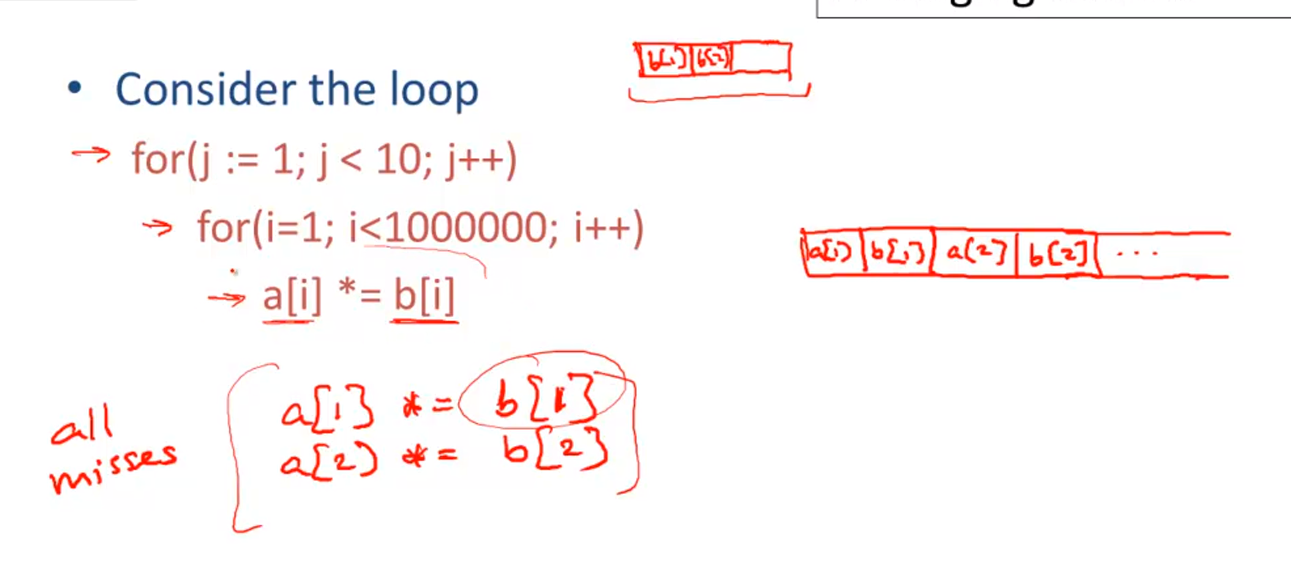 b[1] b[2]
• Consider the loop
→ for(j := 1; j < 10; j++)
→ for(i=1; i<1000000; i++)
a[1] b[1] a[2] b[2] ...
→ a[i] *= b[i]
all misses
a[1] *= b[1]
a[2] *= b[2]